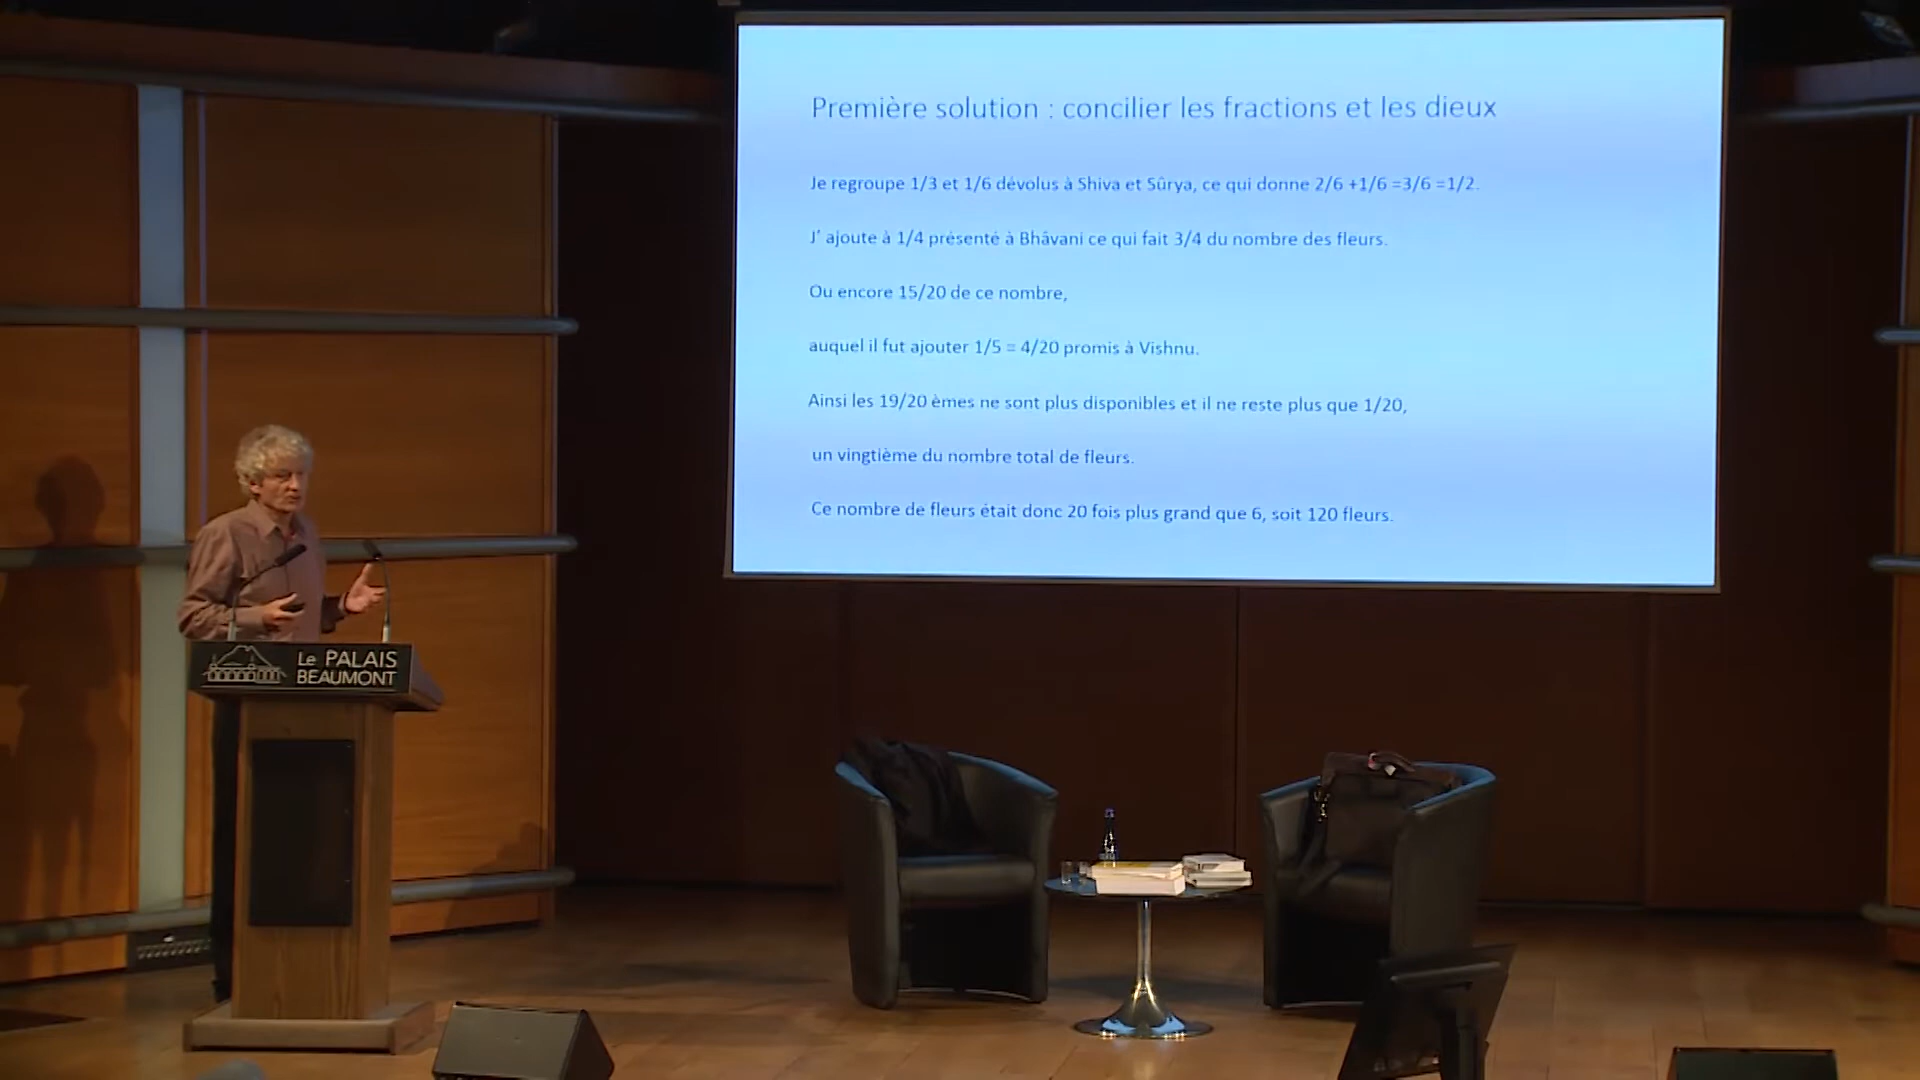 Première solution : concilier les fractions et les dieux
Je regroupe 1/3 et 1/6 dévolus à Shiva et Sûrya, ce qui donne 2/6 +1/6 =3/6 =1/2.
J' ajoute à 1/4 présenté à Bhâvani ce qui fait 3/4 du nombre des fleurs.
Ou encore 15/20 de ce nombre,
auquel il fut ajouter 1/5 = 4/20 promis à Vishnu.
Ainsi les 19/20 èmes ne sont plus disponibles et il ne reste plus que 1/20,
un vingtième du nombre total de fleurs.
Ce nombre de fleurs était donc 20 fois plus grand que 6, soit 120 fleurs.
Le PALAIS
BEAUMONT